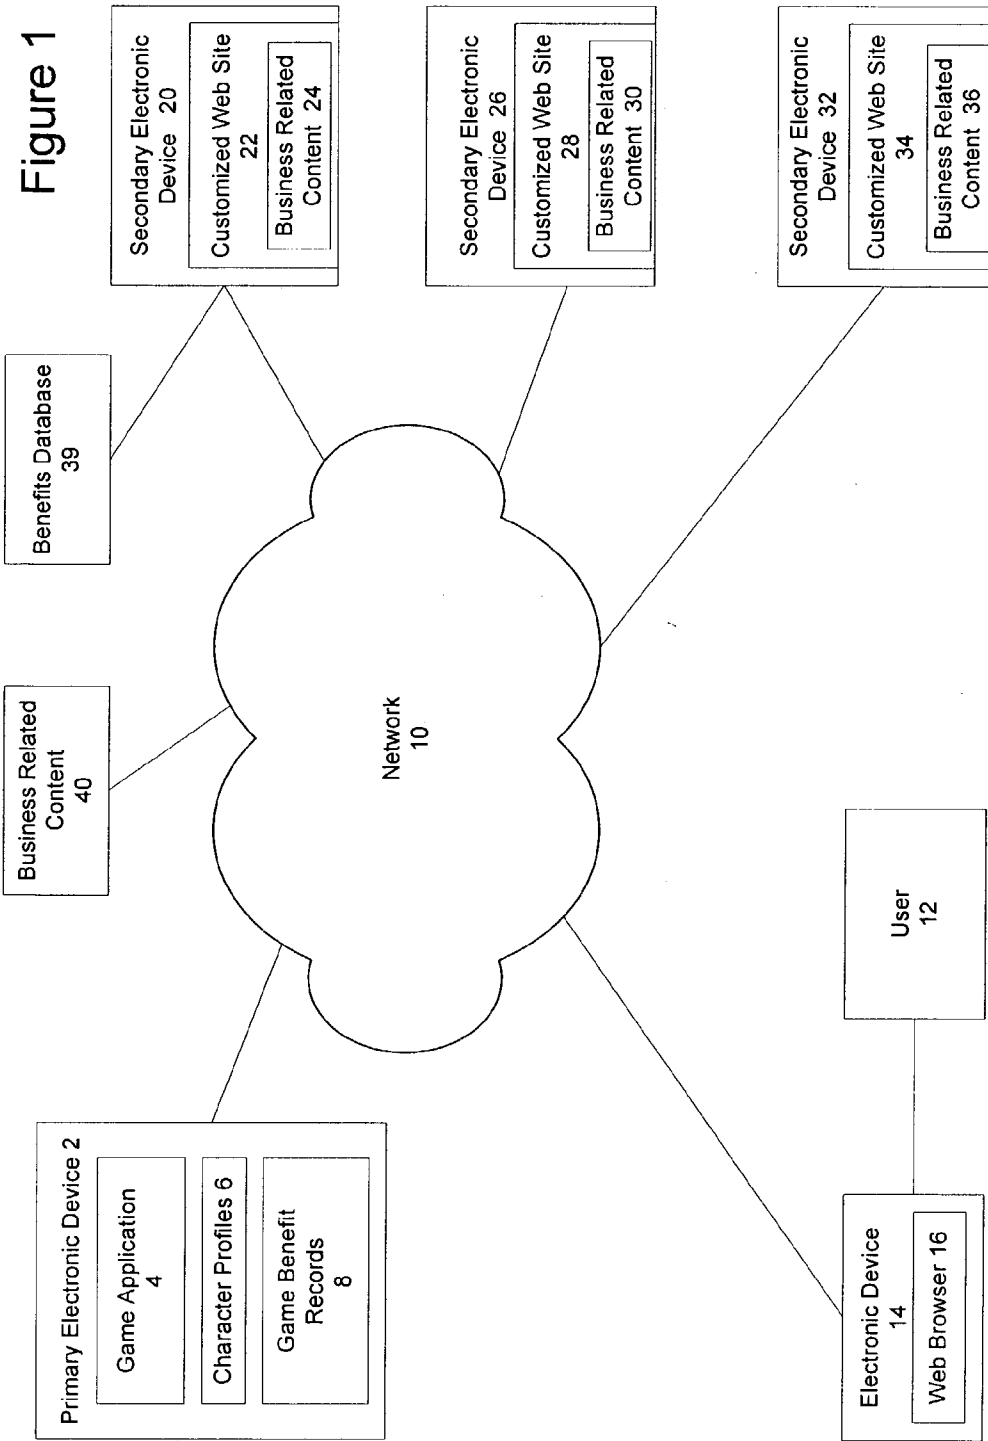 Figure 1
Primary Electronic Device 2
Game Application
4
Character Profiles 6
Game Benefit
Records
8
Business Related
Content
40
Benefits Database
39
Secondary Electronic
Device 20
Customized Web Site
22
Business Related
Content 24
Network
10
Secondary Electronic
Device 26
Customized Web Site
28
Business Related
Content 30
Electronic Device
14
Web Browser 16
User
12
Secondary Electronic
Device 32
Customized Web Site
34
Business Related
Content 36